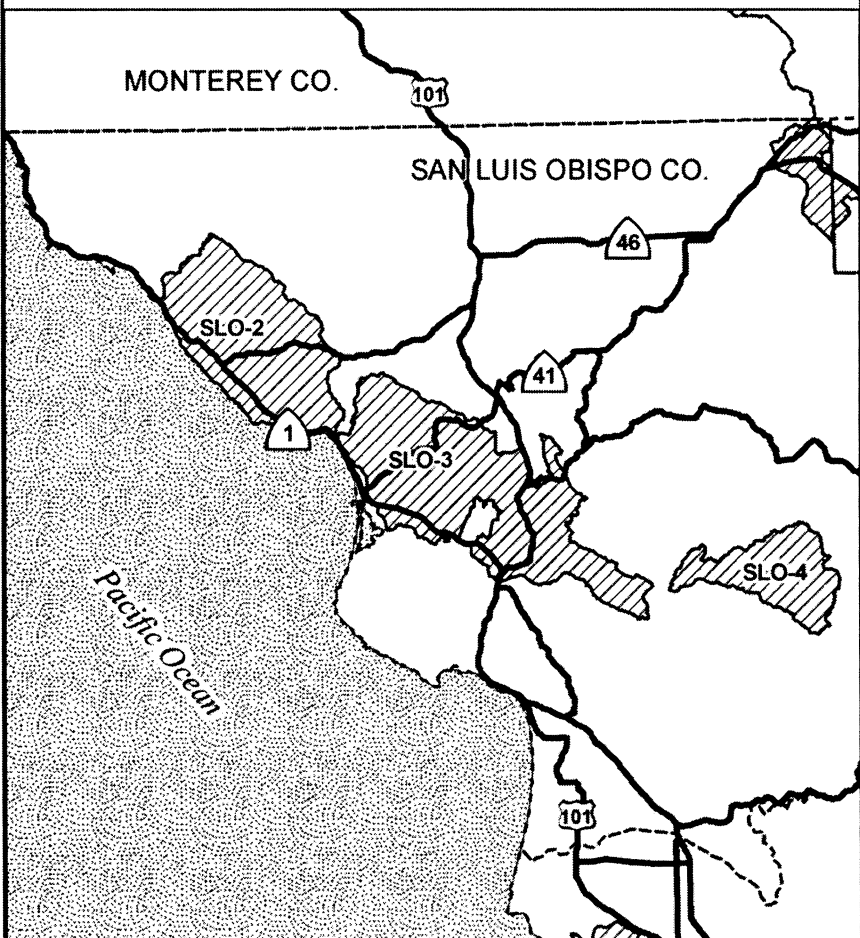 MONTEREY CO.
101
SAN LUIS OBISPO CO.
46
SLO-2
41
1
SLO-3
SLO-4
Pacific Ocean
101